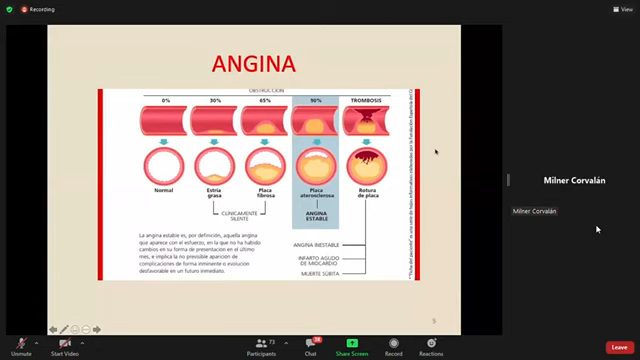 Recording
View
ANGINA
OBSTRUCCIÓN
0% 30% 65% 90% TROMBOSIS
Normal
Estría grasa
Placa fibrosa
Placa aterosclerosa
Rotura de placa
CLÍNICAMENTE SILENTE
ANGINA ESTABLE
La angina estable es, por definición, aquella angina
que aparece con el esfuerzo, en la que no ha habido
cambios en su forma de presentación en el último
mes, e implica la no previsible aparición de
complicaciones de forma inminente o evolución
desfavorable en un futuro inmediato.
ANGINA INESTABLE
INFARTO AGUDO
DE MIOCARDIO
MUERTE SÚBITA
5
Milner Corvalán
Milner Corvalán
Unmute
Start Video
73
Participants
38
Chat
Share Screen
Record
Reactions
Leave